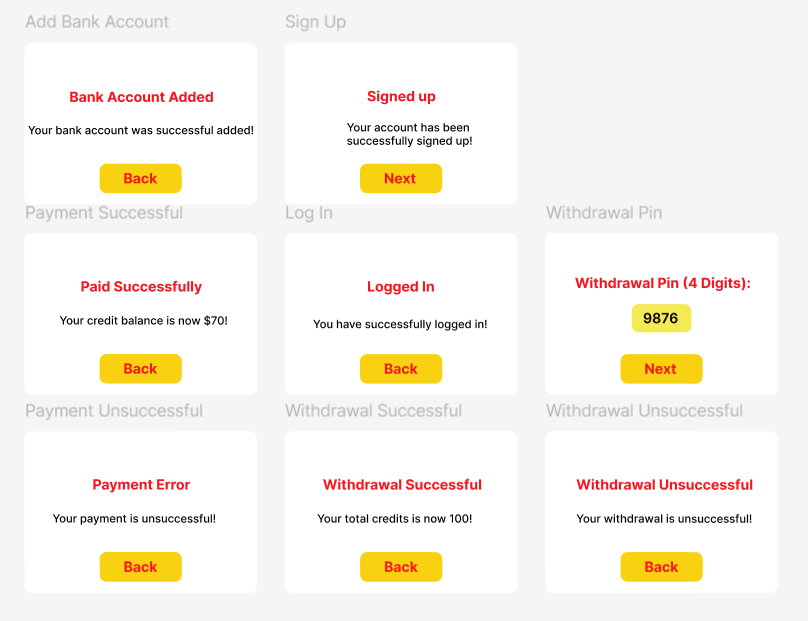 Add Bank Account
Sign Up
Bank Account Added
Your bank account was successful added!
Back
Signed up
Your account has been
successfully signed up!
Next
Payment Successful
Log In
Withdrawal Pin
Paid Successfully
Your credit balance is now $70!
Back
Logged In
You have successfully logged in!
Back
Withdrawal Pin (4 Digits):
9876
Next
Payment Unsuccessful
Withdrawal Successful
Withdrawal Unsuccessful
Payment Error
Your payment is unsuccessful!
Back
Withdrawal Successful
Your total credits is now 100!
Back
Withdrawal Unsuccessful
Your withdrawal is unsuccessful!
Back